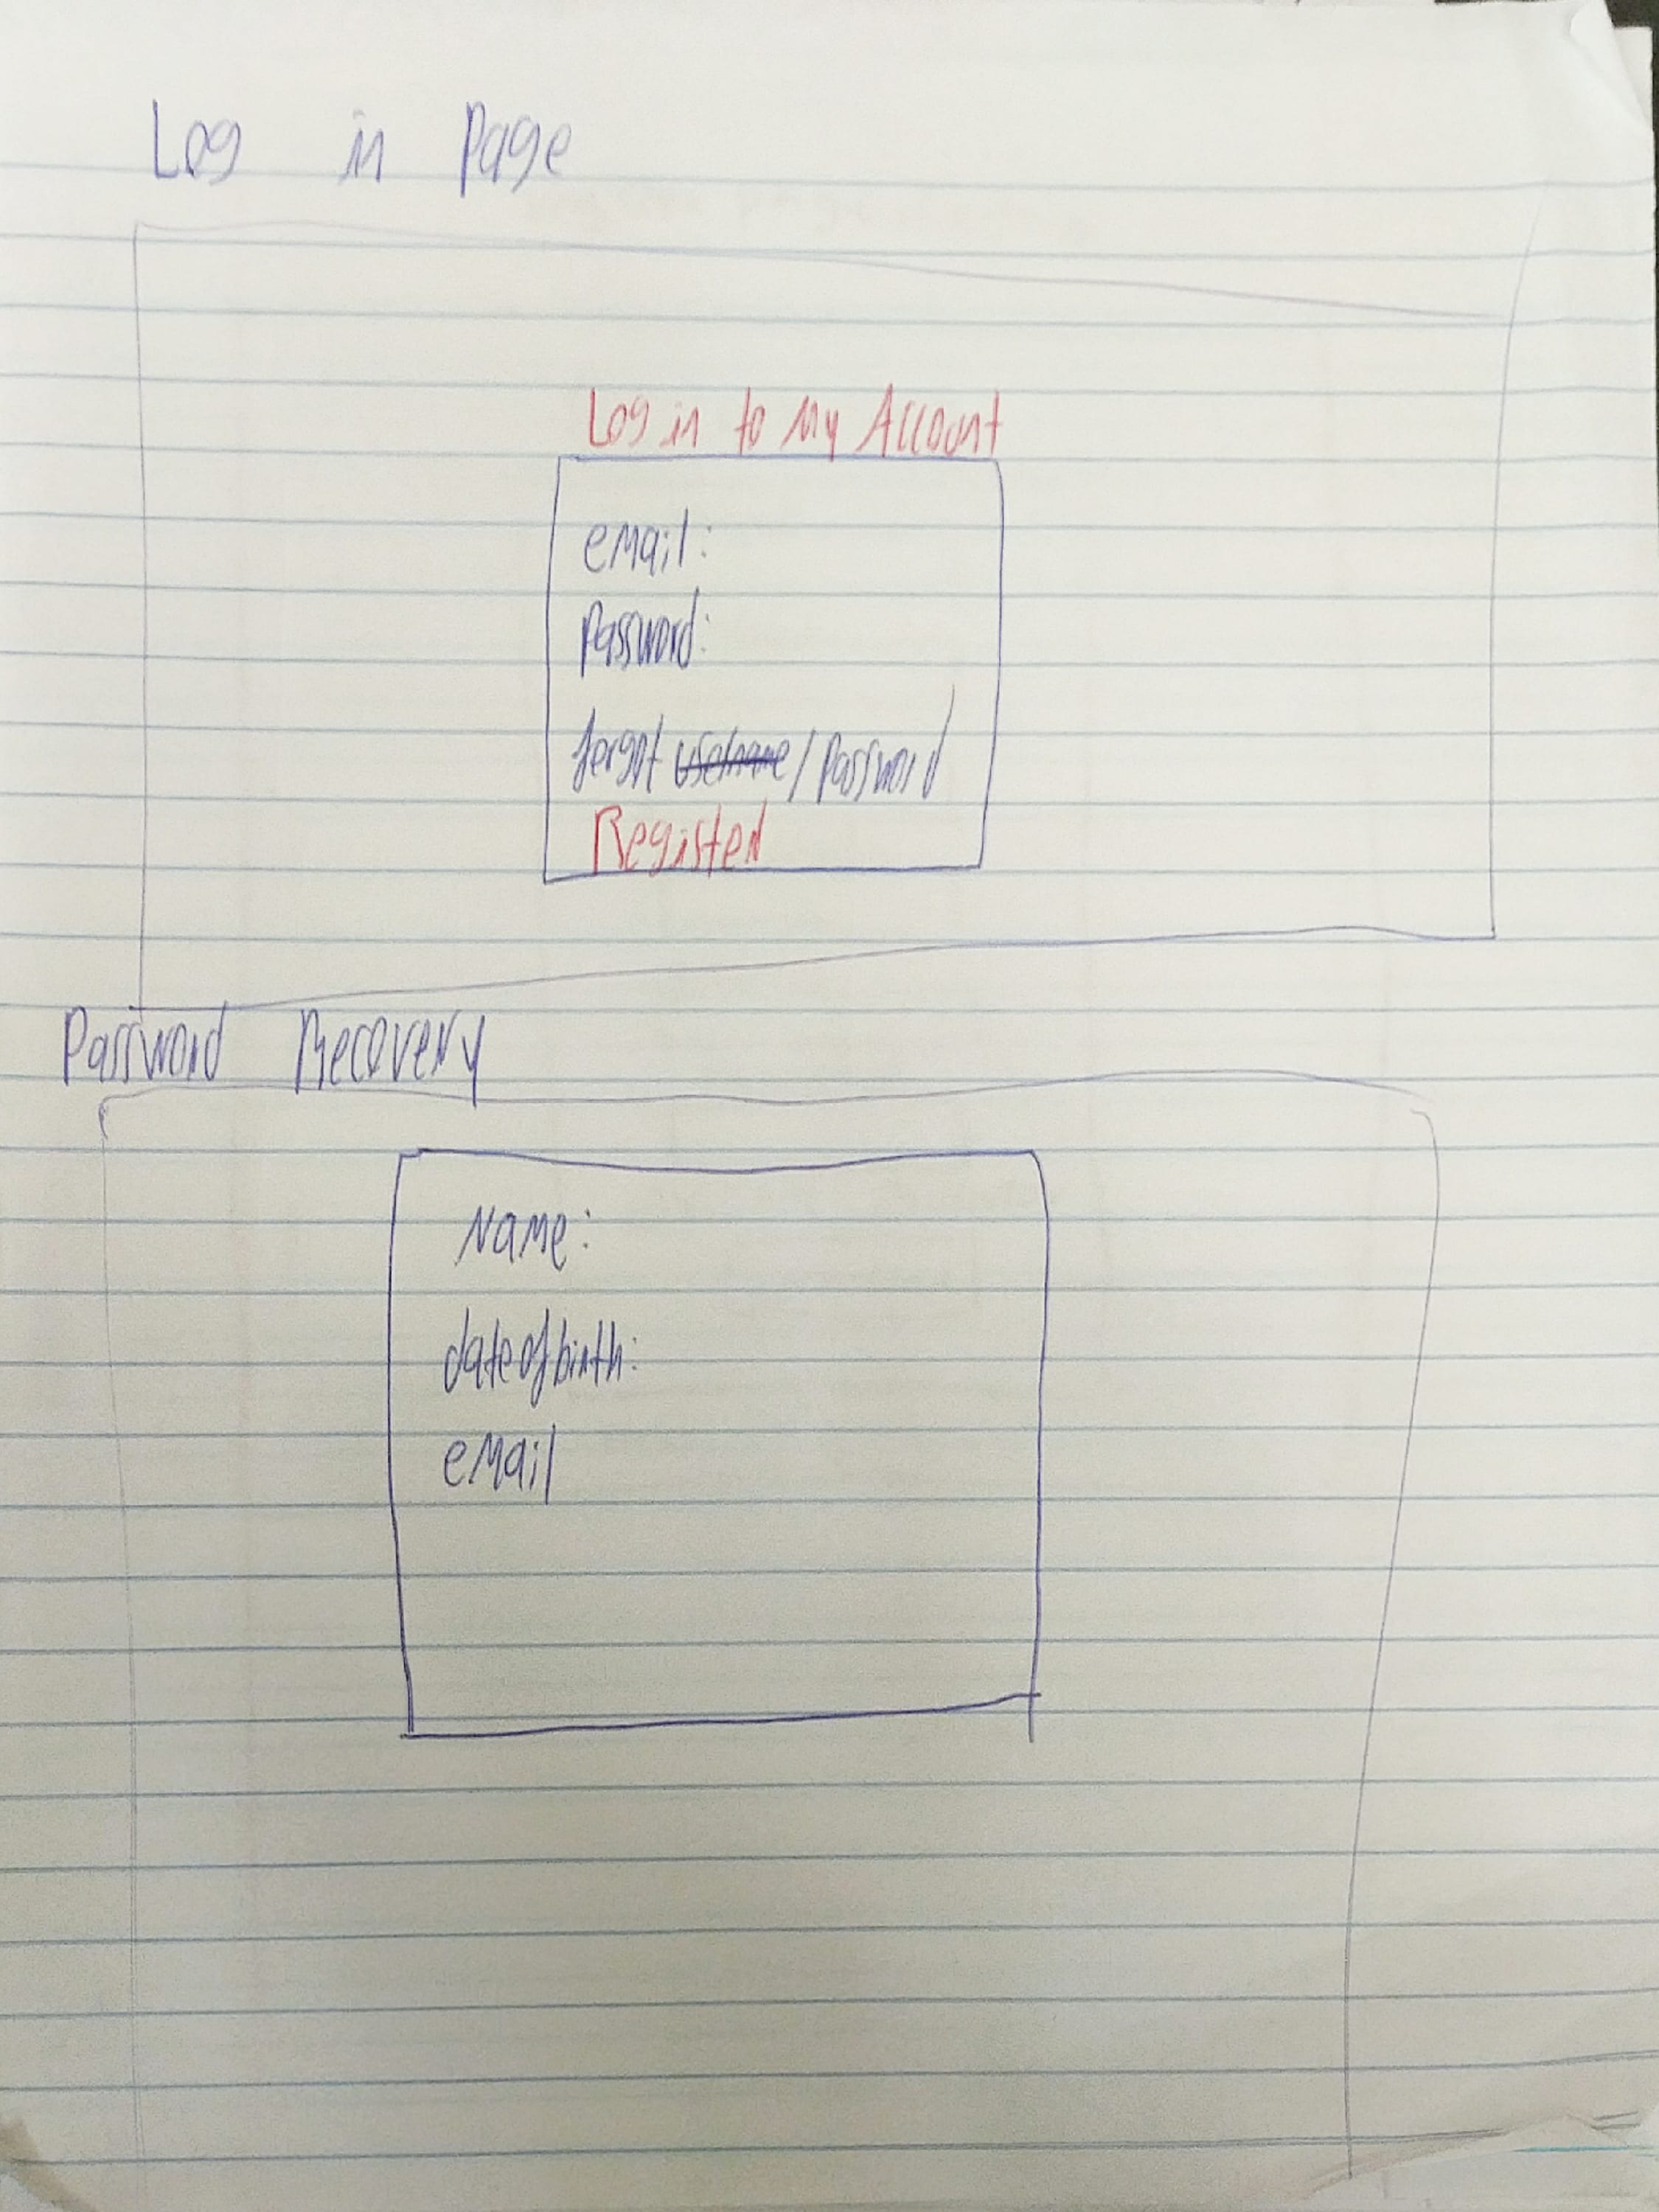 Log in Page
Log in to My Account
email:
Password:
forgot username/Password
Register
Password Recovery
Name:
date of birth:
email